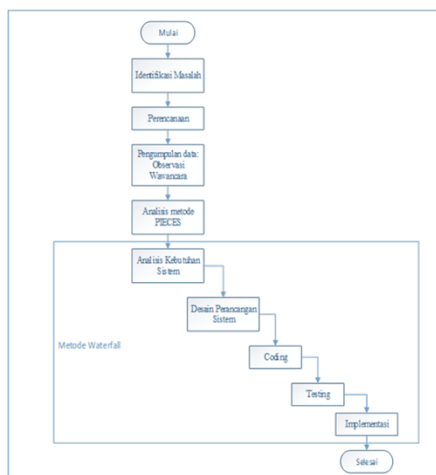 Mulai
Identifikasi Masalah
Perencanaan
Pengumpulan data:
Observasi
Wawancara
Analisis metode
PIECES
Analisis Kebutuhan
Sistem
Desain Perancangan
Sistem
Metode Waterfall
Coding
Testing
Implementasi
Selesai